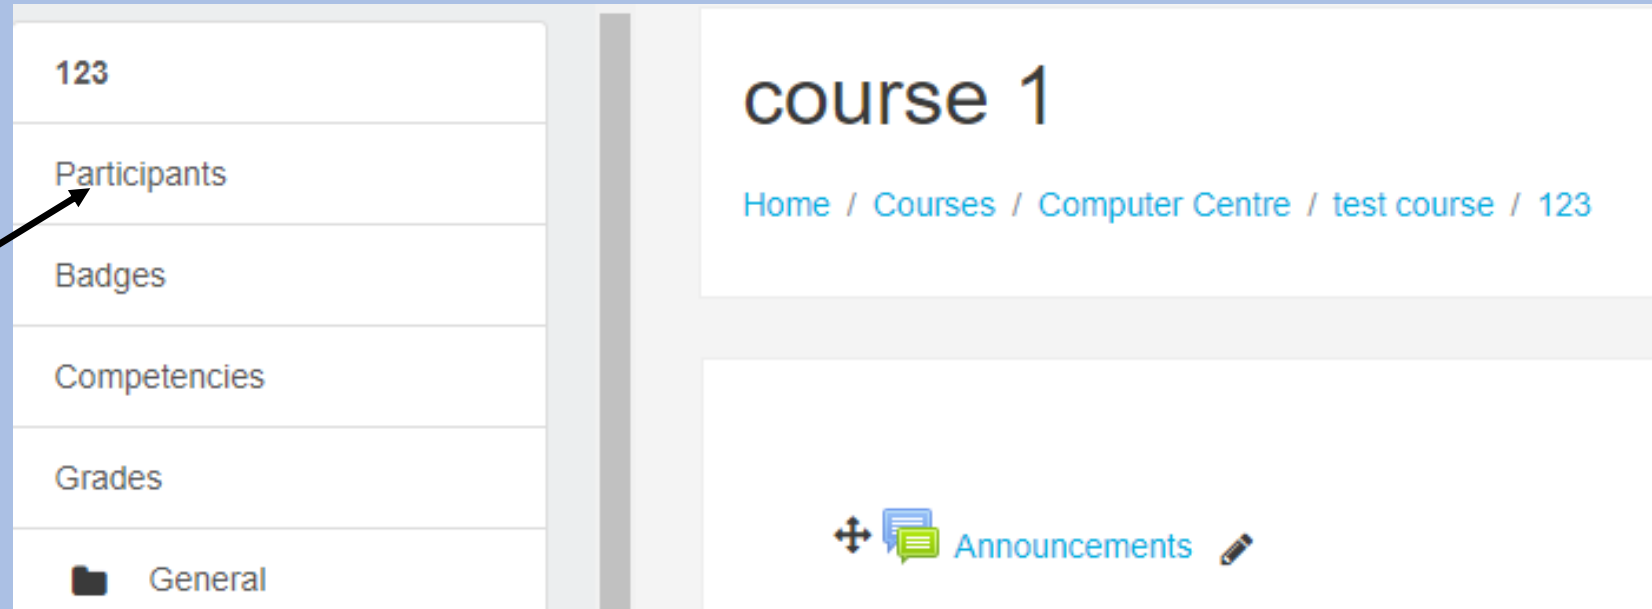 123
Participants
Badges
Competencies
Grades
General
course 1
Home / Courses / Computer Centre / test course / 123
Announcements